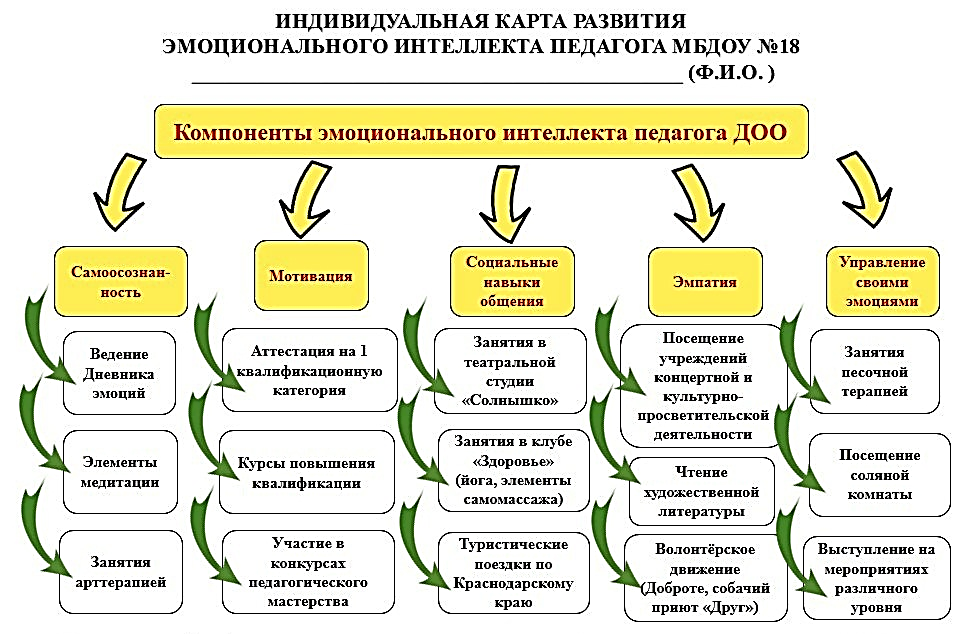 ИНДИВИДУАЛЬНАЯ КАРТА РАЗВИТИЯ
ЭМОЦИОНАЛЬНОГО ИНТЕЛЛЕКТА ПЕДАГОГА МБДОУ №18
(Ф.И.О. )
Компоненты эмоционального интеллекта педагога ДОО
Самоосознан-
ность
Ведение
Дневника
эмоций
Элементы
медитации
Занятия
арттерапией
Мотивация
Аттестация на 1
квалификационную
категория
Курсы повышения
квалификации
Участие в
конкурсах
педагогического
мастерства
Социальные
навыки
общения
Занятия в
театральной
студии
«Солнышко»
Занятия в клубе
«Здоровье»
(йога, элементы
самомассажа)
Туристические
поездки по
Краснодарскому
краю
Эмпатия
Посещение
учреждений
концертной и
культурно-
просветительской
деятельности
Чтение
художественной
литературы
Волонтёрское
движение
(Доброте, собачий
приют «Друг»)
Управление
своими
эмоциями
Занятия
песочной
терапией
Посещение
соляной
комнаты
Выступление на
мероприятиях
различного
уровня